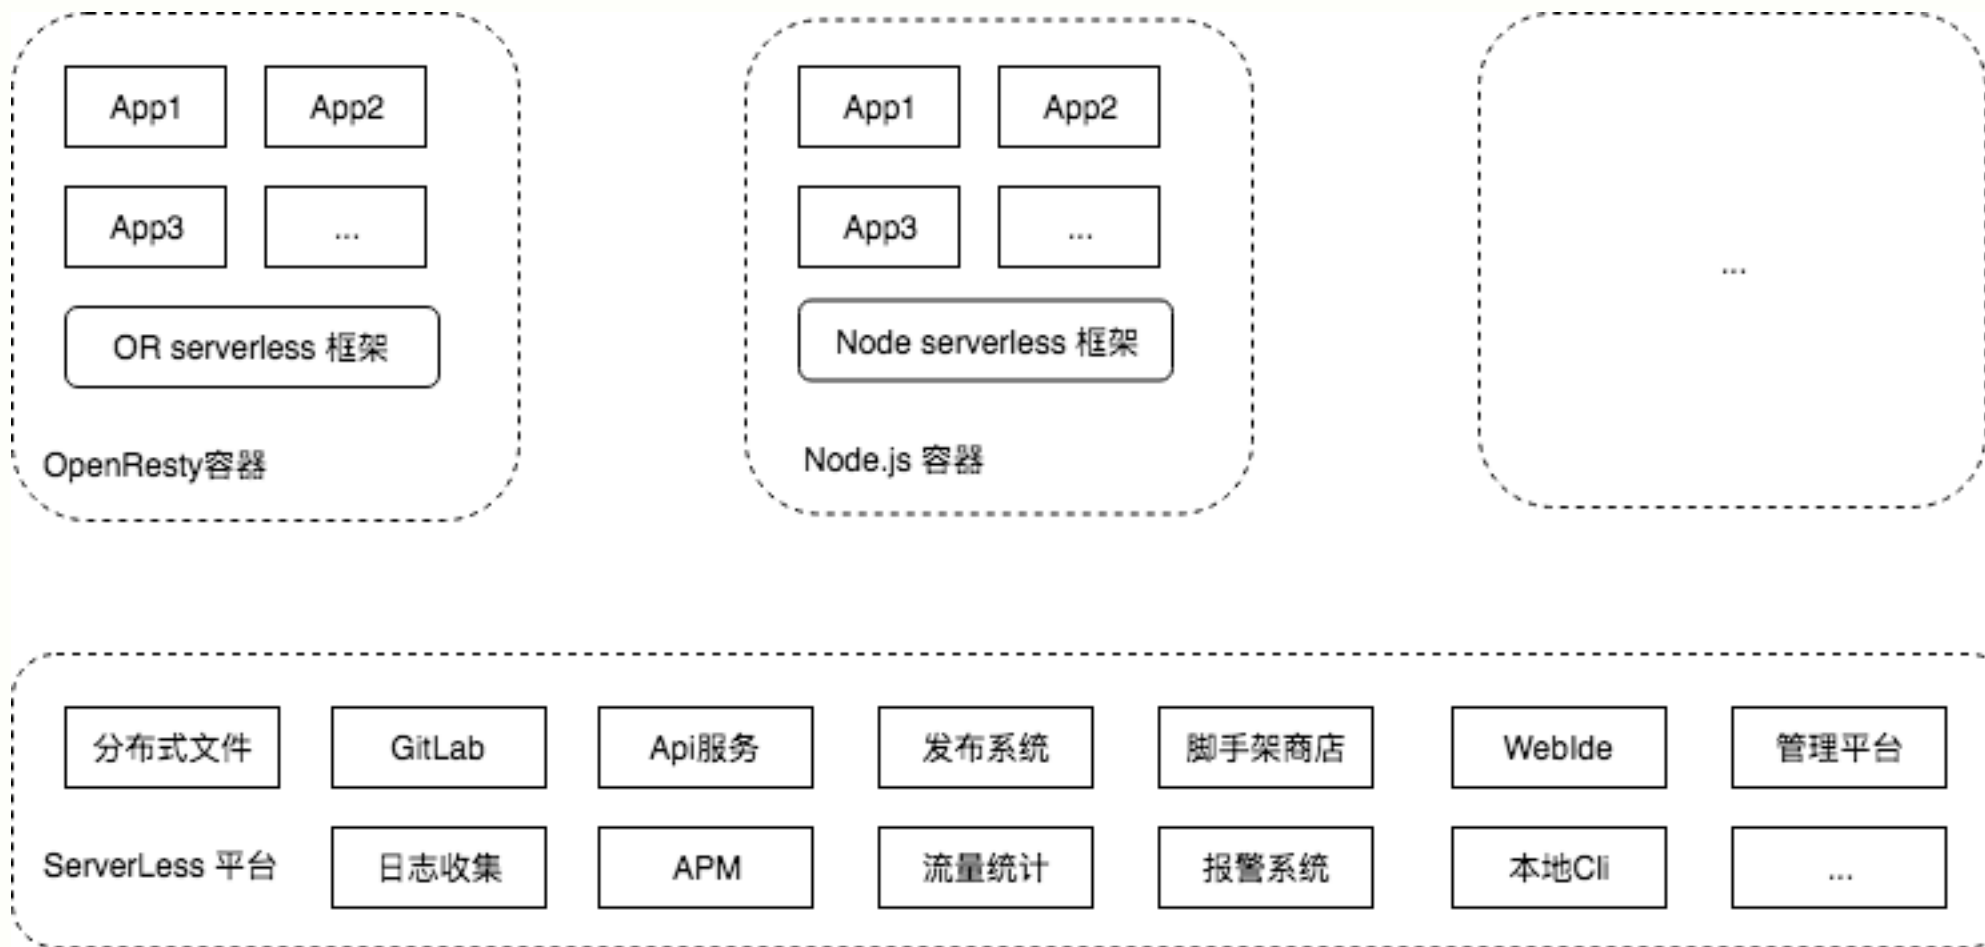 App1 App2
App3 ...
OR serverless 框架
OpenResty容器
App1 App2
App3 ...
Node serverless 框架
Node.js 容器
...
分布式文件 GitLab Api服务 发布系统 脚手架商店 WebIde 管理平台
ServerLess 平台 日志收集 APM 流量统计 报警系统 本地Cli ...